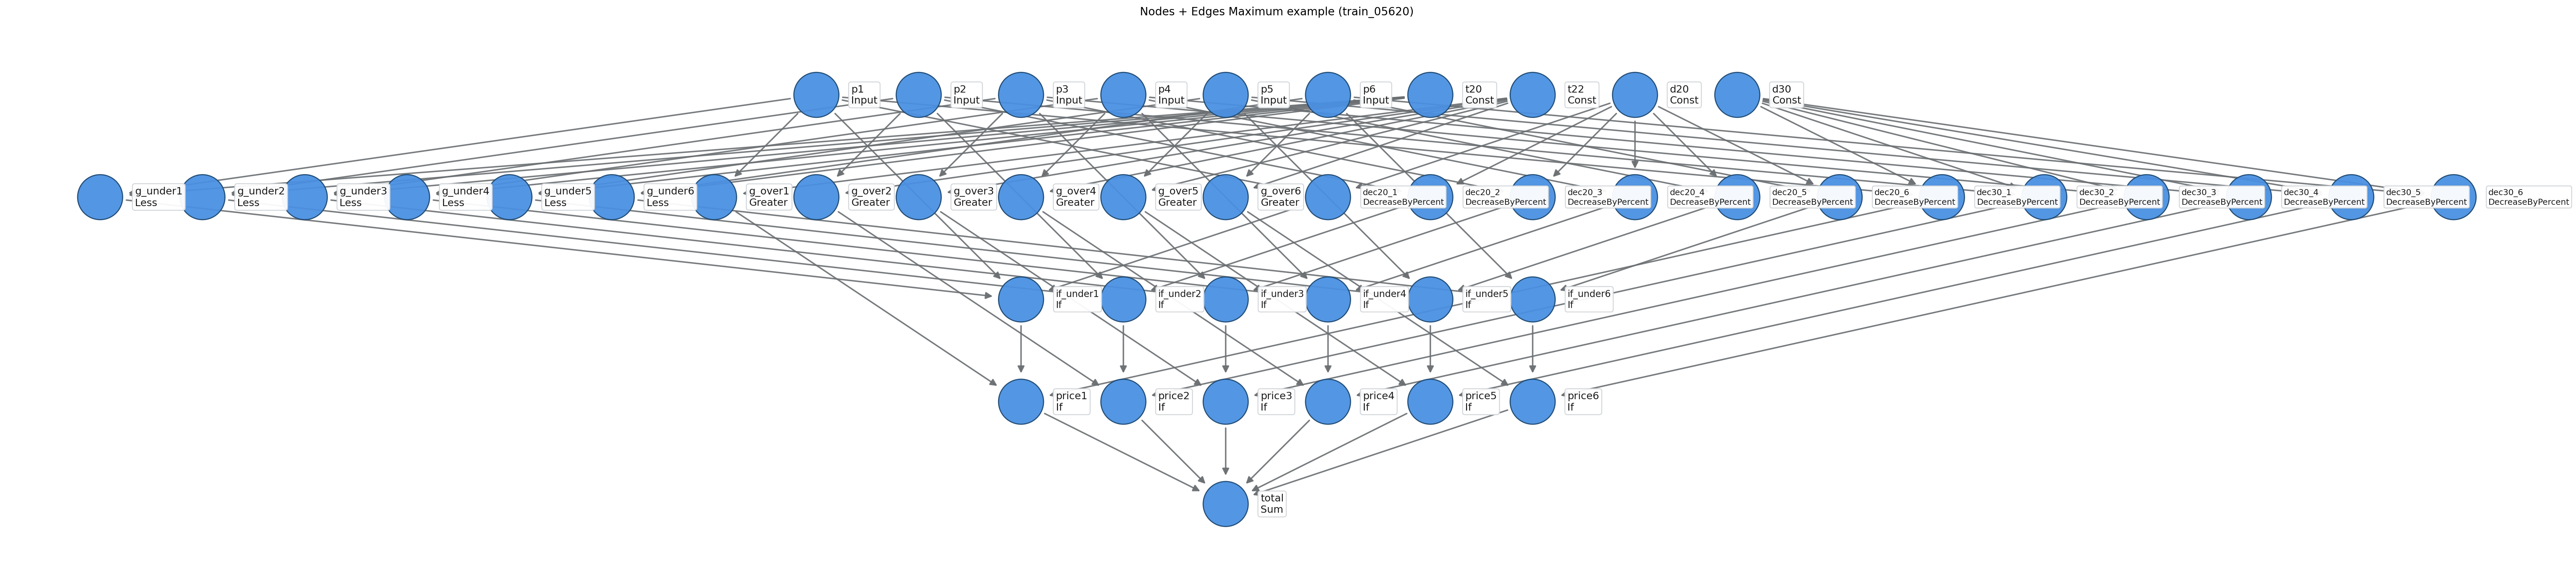 Nodes + Edges Maximum example (train_05620)
p1
Input
p2
Input
p3
Input
p4
Input
p5
Input
p6
Input
t20
Const
t22
Const
d20
Const
d30
Const
g_under1
Less
g_under2
Less
g_under3
Less
g_under4
Less
g_under5
Less
g_under6
Less
g_over1
Greater
g_over2
Greater
g_over3
Greater
g_over4
Greater
g_over5
Greater
g_over6
Greater
dec20_1
DecreaseByPercent
dec20_2
DecreaseByPercent
dec20_3
DecreaseByPercent
dec20_4
DecreaseByPercent
dec20_5
DecreaseByPercent
dec20_6
DecreaseByPercent
dec30_1
DecreaseByPercent
dec30_2
DecreaseByPercent
dec30_3
DecreaseByPercent
dec30_4
DecreaseByPercent
dec30_5
DecreaseByPercent
dec30_6
DecreaseByPercent
if_under1
If
if_under2
If
if_under3
If
if_under4
If
if_under5
If
if_under6
If
price1
If
price2
If
price3
If
price4
If
price5
If
price6
If
total
Sum